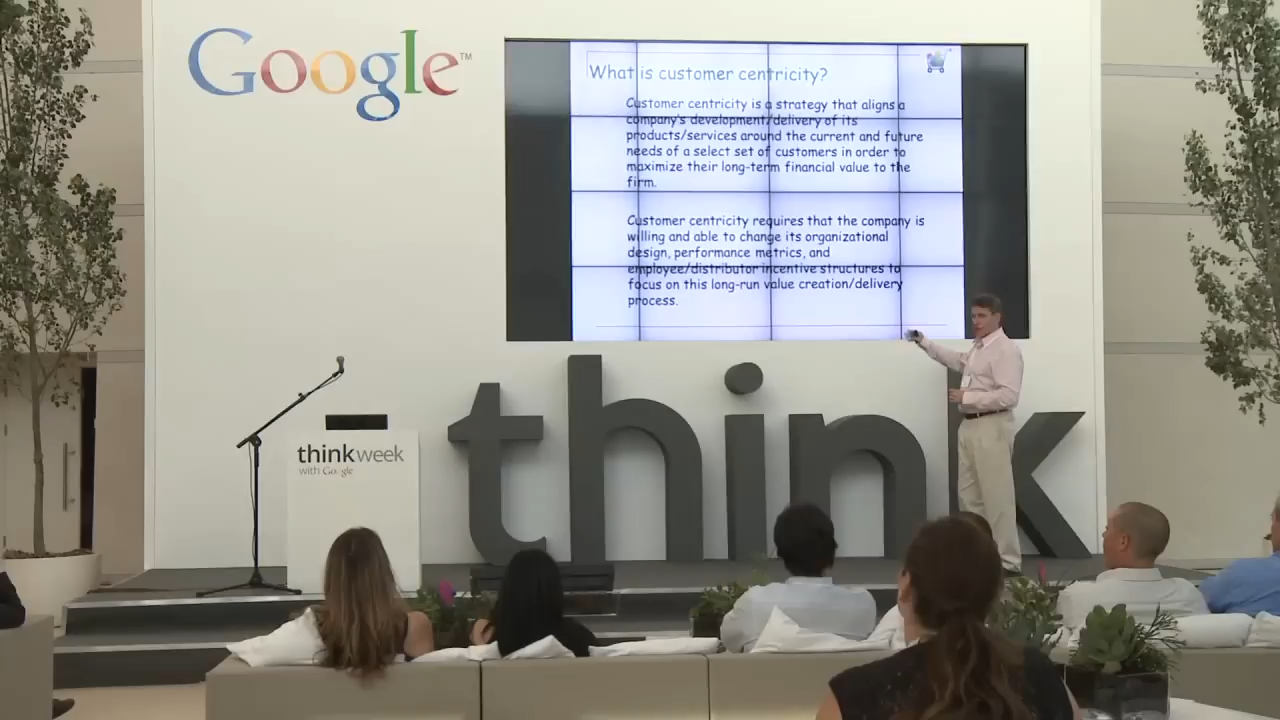 Google™
What is customer centricity?
Customer centricity is a strategy that aligns a
company's development/delivery of its
products/services around the current and future
needs of a select set of customers in order to
maximize their long-term financial value to the
firm.
Customer centricity requires that the company is
willing and able to change its organizational
design, performance metrics, and
employee/distributor incentive structures to
focus on this long-run value creation/delivery
process.
think
thinkweek
with Google